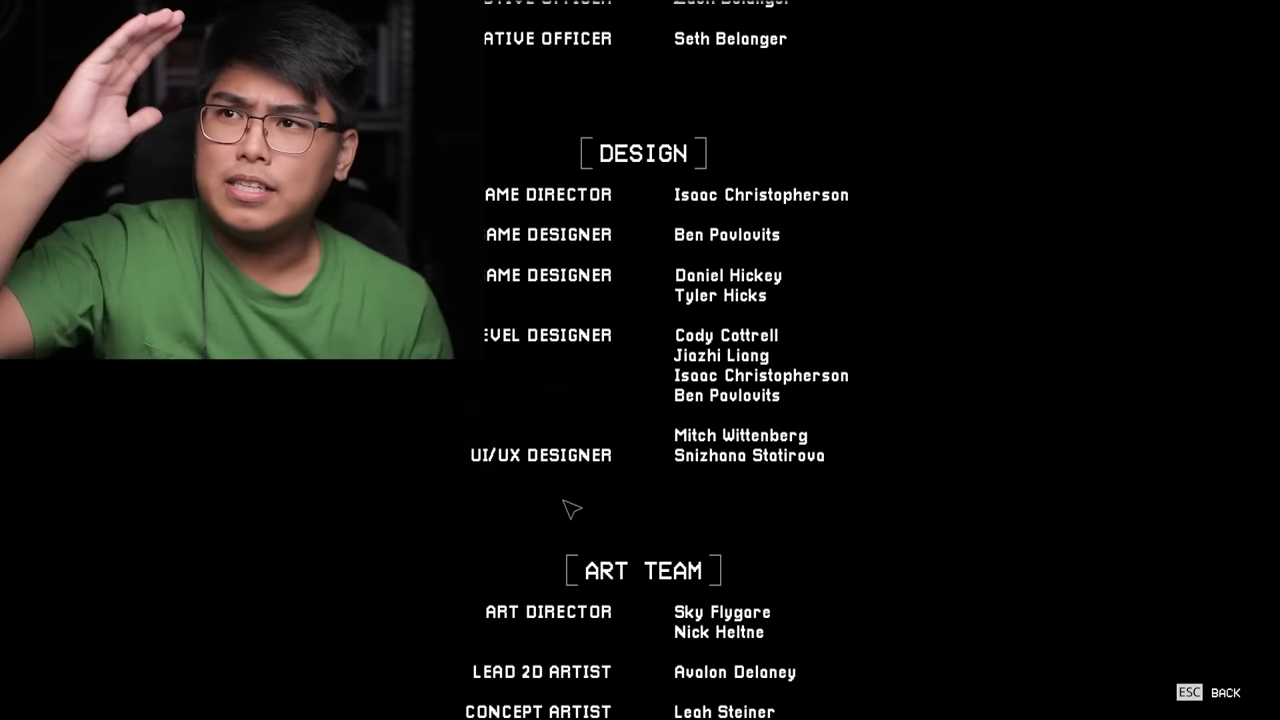 ATIVE OFFICER Seth Belanger
[DESIGN]
AME DIRECTOR Isaac Christopherson
AME DESIGNER Ben Pavlovits
AME DESIGNER Daniel Hickey
Tyler Hicks
EVEL DESIGNER Cody Cottrell
Jiazhi Liang
Isaac Christopherson
Ben Pavlovits
Mitch Wittenberg
UI/UX DESIGNER Snizhana Statirova
[ART TEAM]
ART DIRECTOR Sky Flygare
Nick Heltne
LEAD 2D ARTIST Avalon Delaney
CONCEPT ARTIST Leah Steiner
ESC BACK